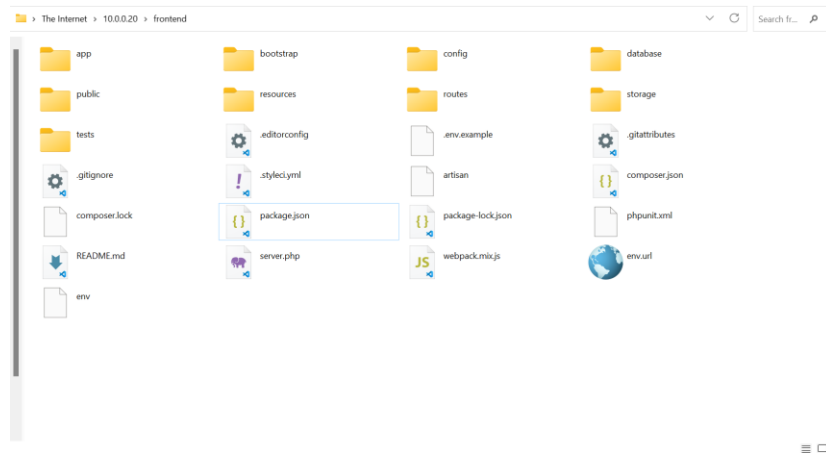 The Internet > 10.0.0.20 > frontend
Search fr...
app
bootstrap
config
database
public
resources
routes
storage
tests
.editorconfig
.env.example
.gitattributes
.gitignore
.styleci.yml
artisan
composer.json
composer.lock
package.json
package-lock.json
phpunit.xml
README.md
server.php
webpack.mix.js
env.url
env